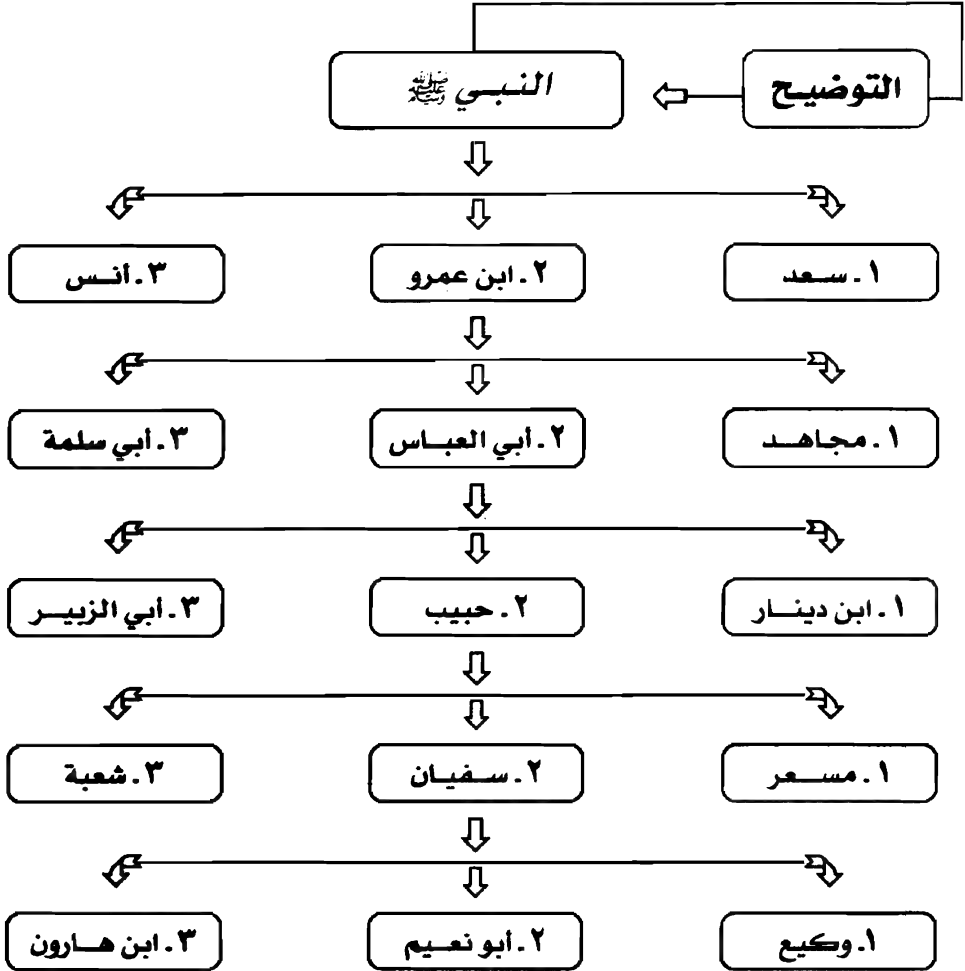 التوضيح
النبي ﷺ
١. سعد
٢. ابن عمرو
٣. أنس
١. مجاهد
٢. أبي العباس
٣. أبي سلمة
١. ابن دينار
٢. حبيب
٣. أبي الزبير
١. مسعر
٢. سفيان
٣. شعبة
١. وكيع
٢. أبو نعيم
٣. ابن هارون